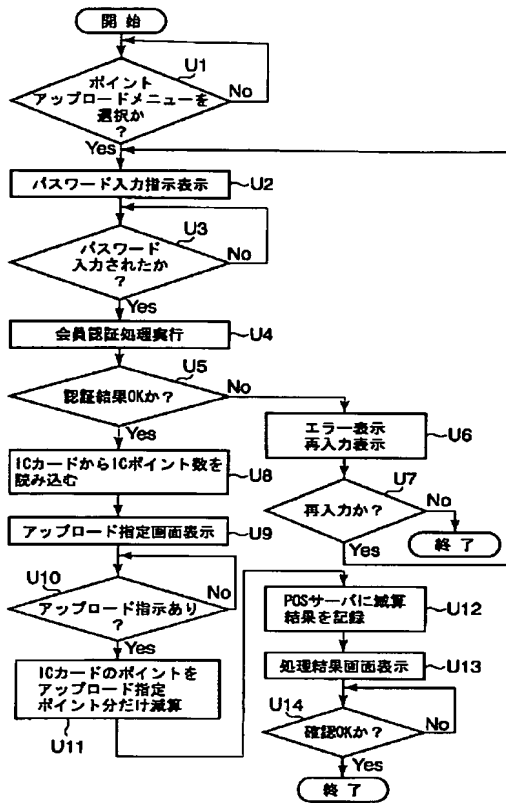 開始
U1
ポイント
アップロードメニューを
選択か
?
No
Yes
パスワード入力指示表示
U2
U3
パスワード
入力されたか
?
No
Yes
会員認証処理実行
U4
U5
認証結果OKか?
No
Yes
エラー表示
再入力表示
U6
ICカードからICポイント数を
読み込む
U8
U7
再入力か?
No
Yes
終了
アップロード指定画面表示
U9
U10
アップロード指示あり
?
No
Yes
ICカードのポイントを
アップロード指定
ポイント分だけ減算
U11
POSサーバに減算
結果を記録
U12
処理結果画面表示
U13
U14
確認OKか?
No
Yes
終了